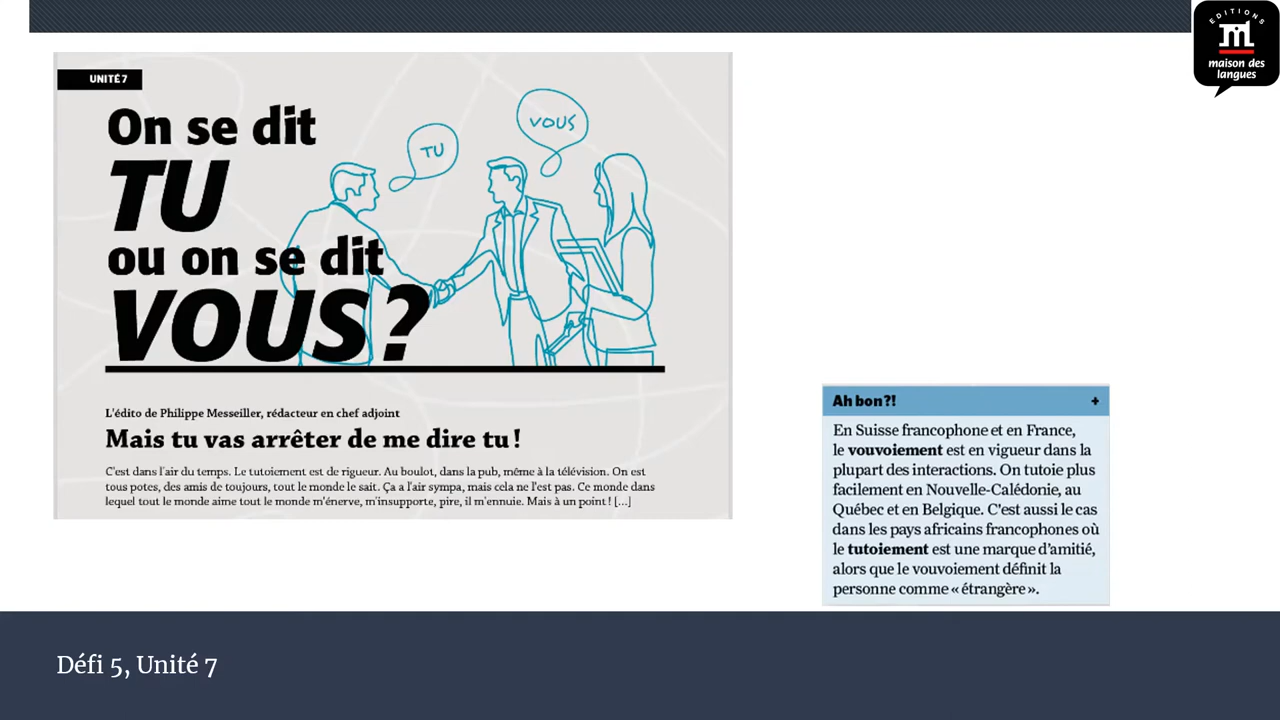 EDITIONS
maison des
langues
UNITÉ 7
On se dit
TU
ou on se dit
VOUS?
TU
VOUS
L'édito de Philippe Messeiller, rédacteur en chef adjoint
Mais tu vas arrêter de me dire tu !
C'est dans l'air du temps. Le tutoiement est de rigueur. Au boulot, dans la pub, même à la télévision. On est
tous potes, des amis de toujours, tout le monde le sait. Ça a l'air sympa, mais cela ne l'est pas. Ce monde dans
lequel tout le monde aime tout le monde m'énerve, m'insupporte, pire, il m'ennuie. Mais à un point ! [...]
Ah bon ?! +
En Suisse francophone et en France,
le vouvoiement est en vigueur dans la
plupart des interactions. On tutoie plus
facilement en Nouvelle-Calédonie, au
Québec et en Belgique. C'est aussi le cas
dans les pays africains francophones où
le tutoiement est une marque d'amitié,
alors que le vouvoiement définit la
personne comme « étrangère ».
Défi 5, Unité 7